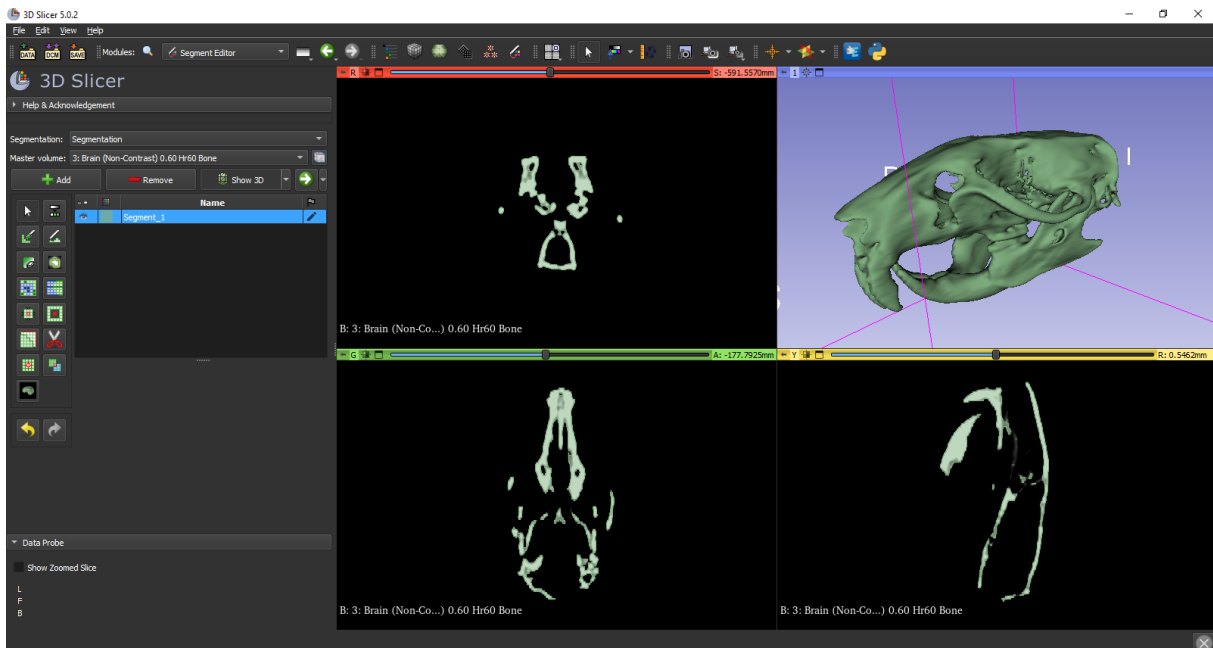 3D Slicer 5.0.2
File Edit View Help
DATA DCM SAVE Modules: Segment Editor
3D Slicer
Help & Acknowledgement
Segmentation: Segmentation
Master volume: 3: Brain (Non-Contrast) 0.60 Hr60 Bone
Add Remove Show 3D
Name
Segment_1
Data Probe
Show Zoomed Slice
L
F
B
R S: -591.5570mm
B: 3: Brain (Non-Co...) 0.60 Hr60 Bone
1
I
G A: -177.7925mm
B: 3: Brain (Non-Co...) 0.60 Hr60 Bone
Y R: 0.5462mm
B: 3: Brain (Non-Co...) 0.60 Hr60 Bone